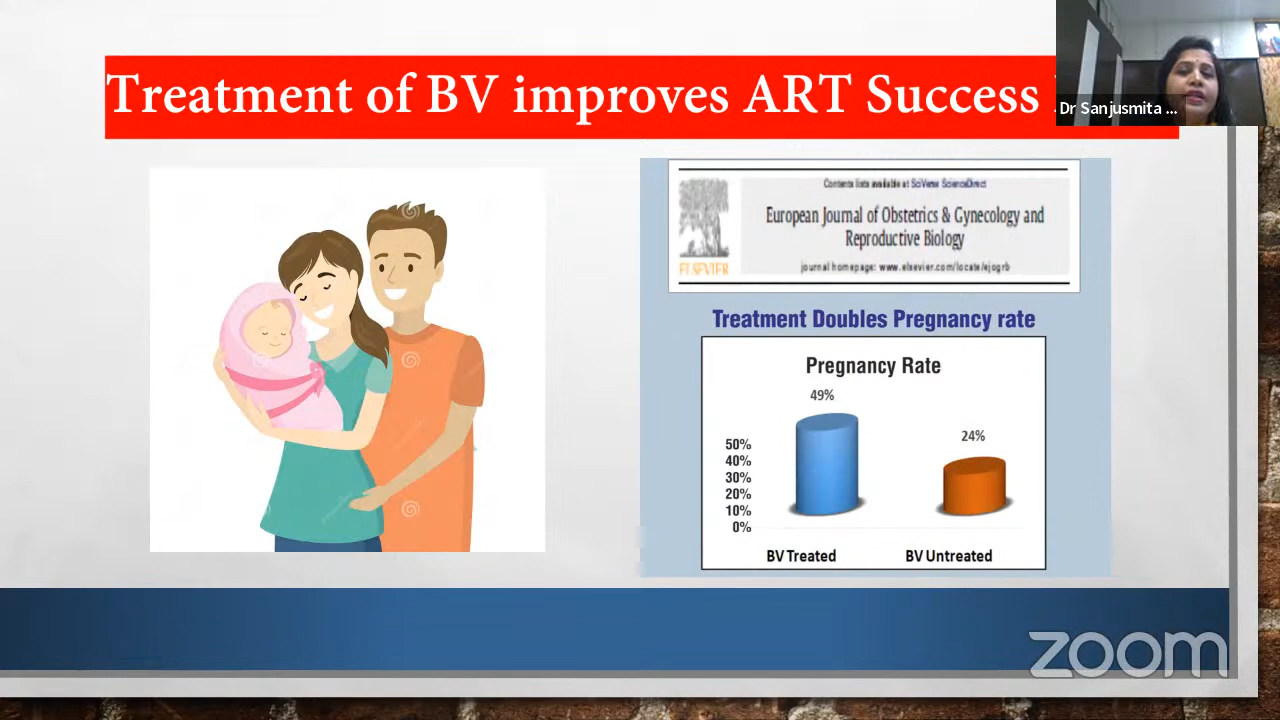 Treatment of BV improves ART Success
Dr Sanjusmita ...
Contents lists available at SciVerse ScienceDirect
European Journal of Obstetrics & Gynecology and
Reproductive Biology
journal homepage: www.elsevier.com/locate/ejogrb
ELSEVIER
Treatment Doubles Pregnancy rate
Pregnancy Rate
49%
24%
50%
40%
30%
20%
10%
0%
BV Treated
BV Untreated
zoom